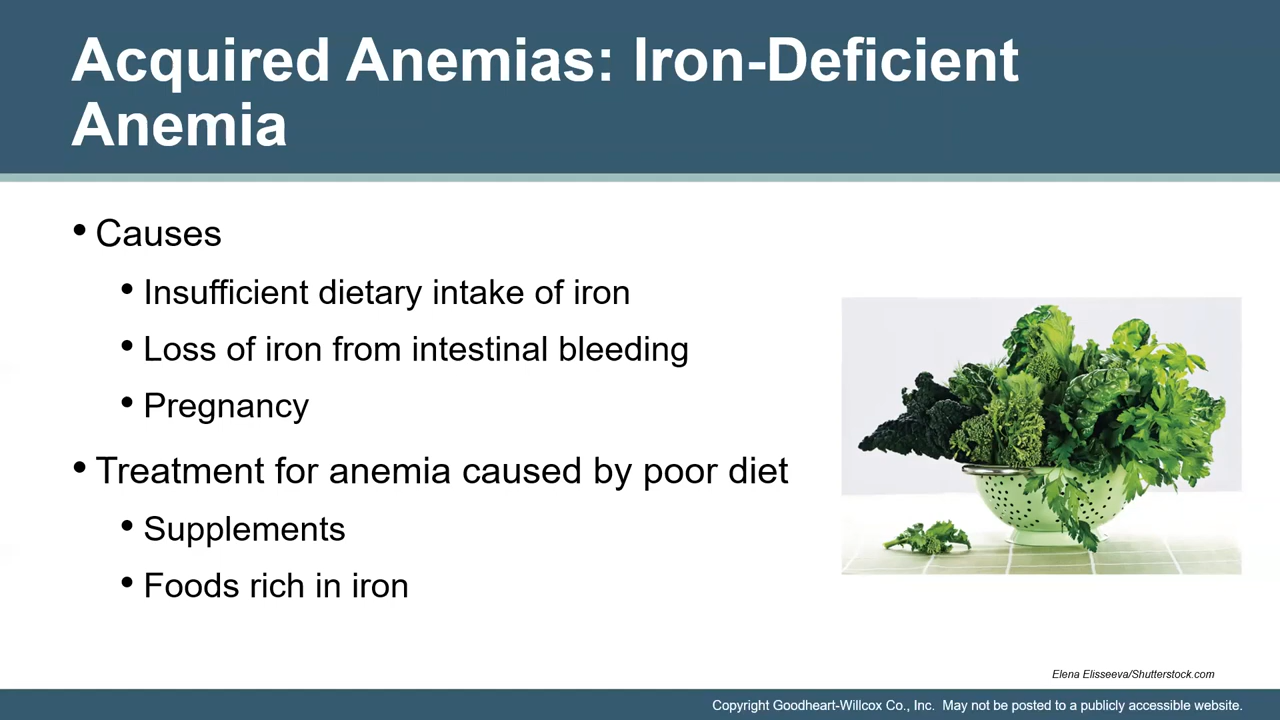 Acquired Anemias: Iron-Deficient
Anemia
• Causes
• Insufficient dietary intake of iron
• Loss of iron from intestinal bleeding
• Pregnancy
• Treatment for anemia caused by poor diet
• Supplements
• Foods rich in iron
Elena Elisseeva/Shutterstock.com
Copyright Goodheart-Willcox Co., Inc. May not be posted to a publicly accessible website.